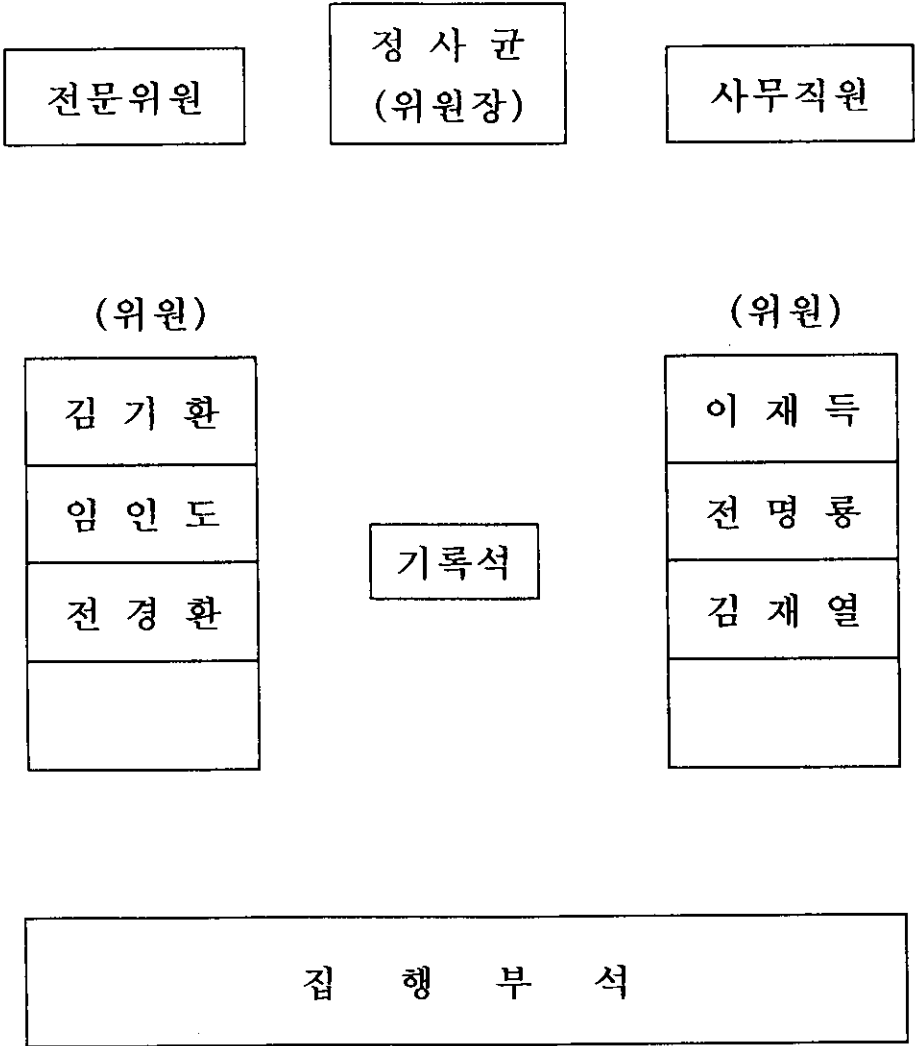 정 사 균
(위원장)
전문위원
사무직원
(위원)
(위원)
김 기 환
이 재 득
임 인 도
전 명 룡
기록석
전 경 환
김 재 열
집 행 부 석